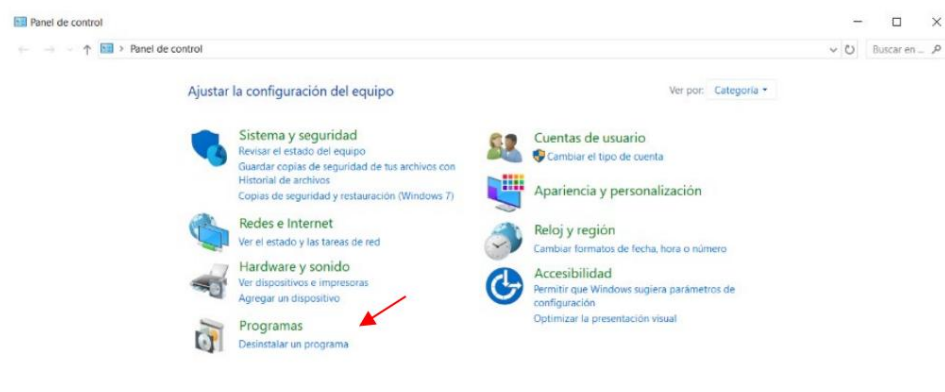 Panel de control
Panel de control
Buscar en ...
Ajustar la configuración del equipo
Ver por: Categoría
Sistema y seguridad
Revisar el estado del equipo
Guardar copias de seguridad de tus archivos con
Historial de archivos
Copias de seguridad y restauración (Windows 7)
Redes e Internet
Ver el estado y las tareas de red
Hardware y sonido
Ver dispositivos e impresoras
Agregar un dispositivo
Programas
Desinstalar un programa
Cuentas de usuario
Cambiar el tipo de cuenta
Apariencia y personalización
Reloj y región
Cambiar formatos de fecha, hora o número
Accesibilidad
Permitir que Windows sugiera parámetros de
configuración
Optimizar la presentación visual